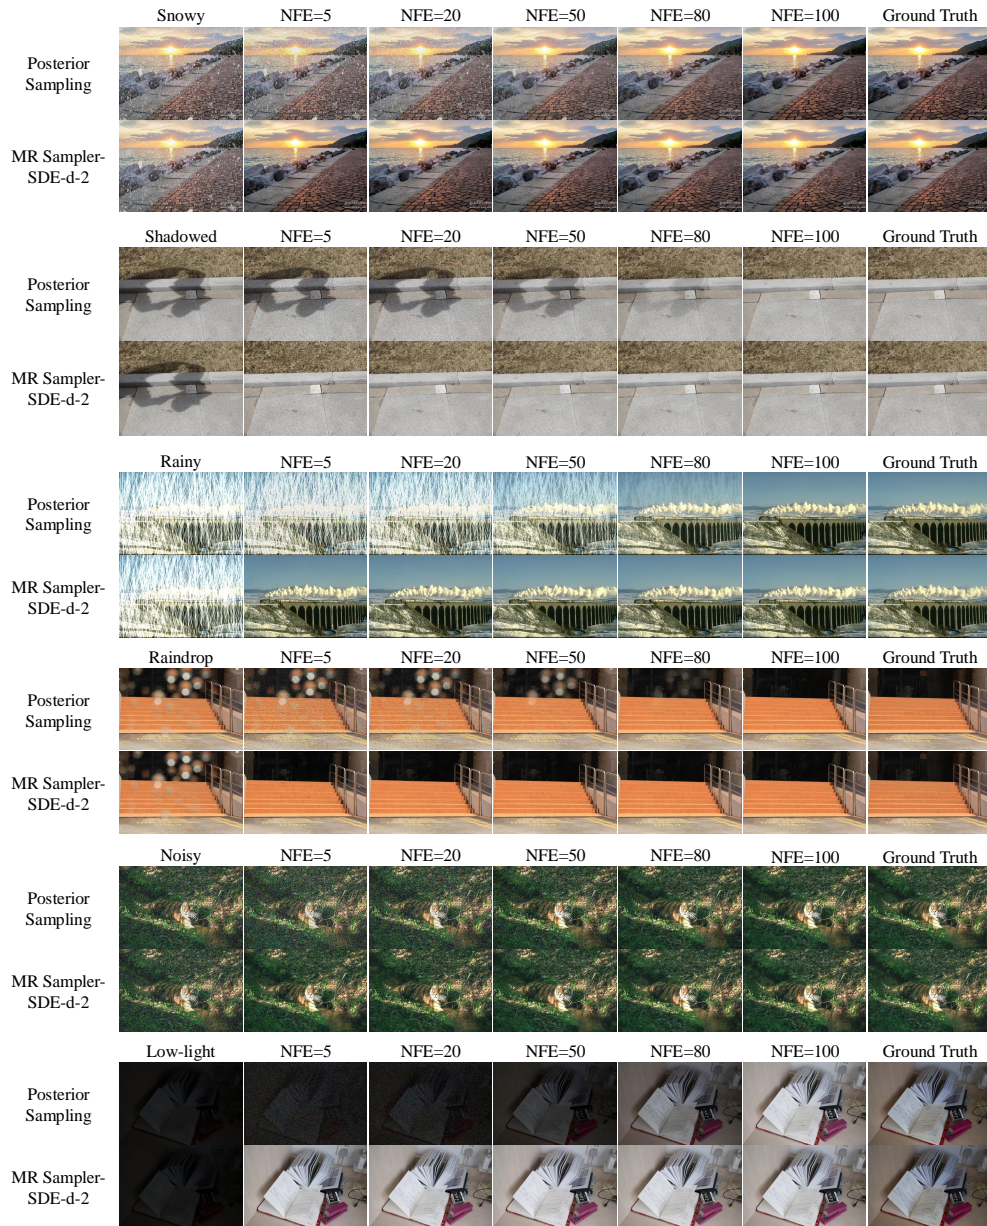 Snowy NFE=5 NFE=20 NFE=50 NFE=80 NFE=100 Ground Truth
Posterior
Sampling
MR Sampler-
SDE-d-2
Shadowed NFE=5 NFE=20 NFE=50 NFE=80 NFE=100 Ground Truth
Posterior
Sampling
MR Sampler-
SDE-d-2
Rainy NFE=5 NFE=20 NFE=50 NFE=80 NFE=100 Ground Truth
Posterior
Sampling
MR Sampler-
SDE-d-2
Raindrop NFE=5 NFE=20 NFE=50 NFE=80 NFE=100 Ground Truth
Posterior
Sampling
MR Sampler-
SDE-d-2
Noisy NFE=5 NFE=20 NFE=50 NFE=80 NFE=100 Ground Truth
Posterior
Sampling
MR Sampler-
SDE-d-2
Low-light NFE=5 NFE=20 NFE=50 NFE=80 NFE=100 Ground Truth
Posterior
Sampling
MR Sampler-
SDE-d-2